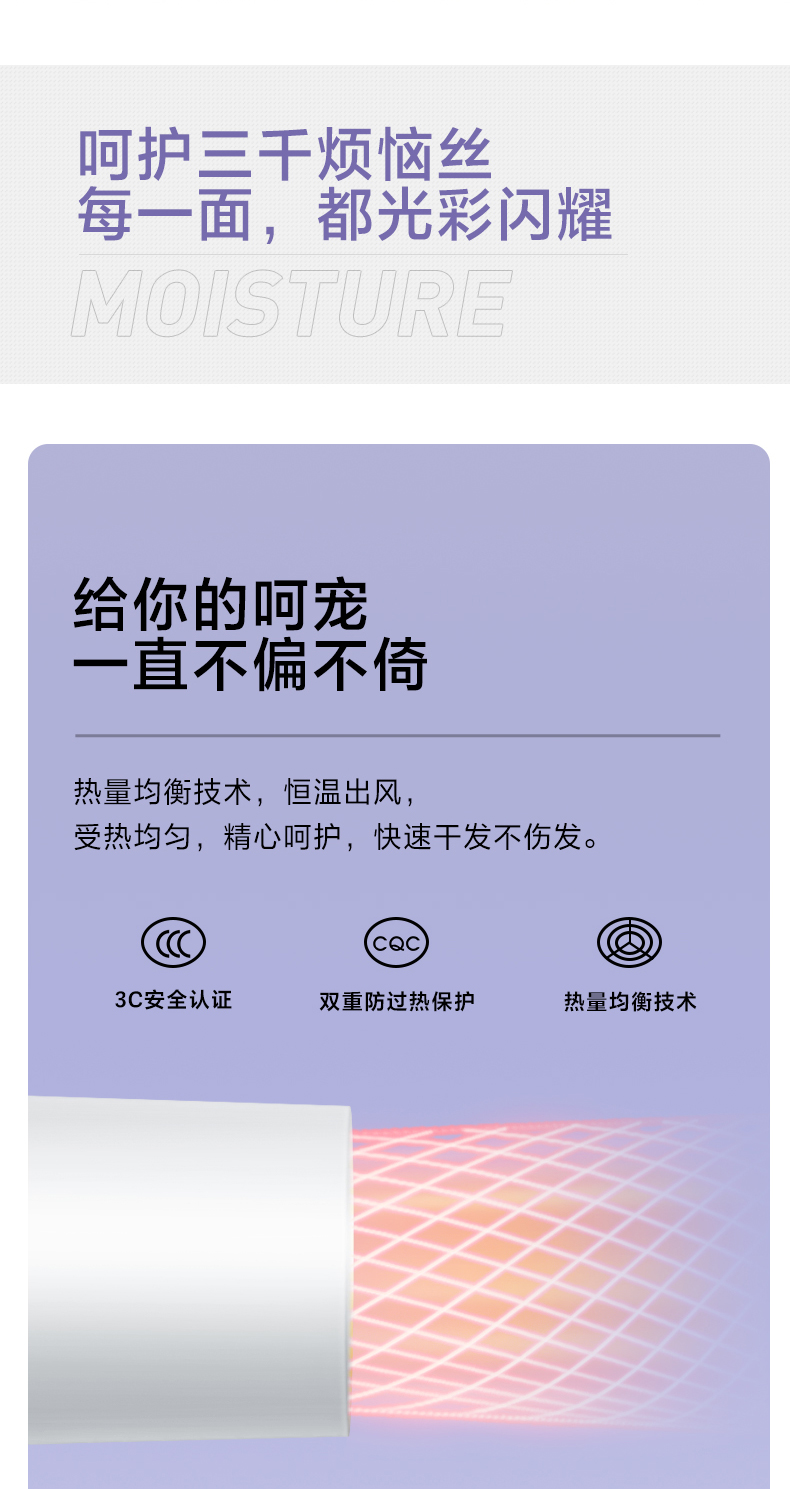 呵护三千烦恼丝
每一面，都光彩闪耀
MOISTURE
给你的呵宠
一直不偏不倚
热量均衡技术，恒温出风，
受热均匀，精心呵护，快速干发不伤发。
CCC
CQC
3C安全认证
双重防过热保护
热量均衡技术